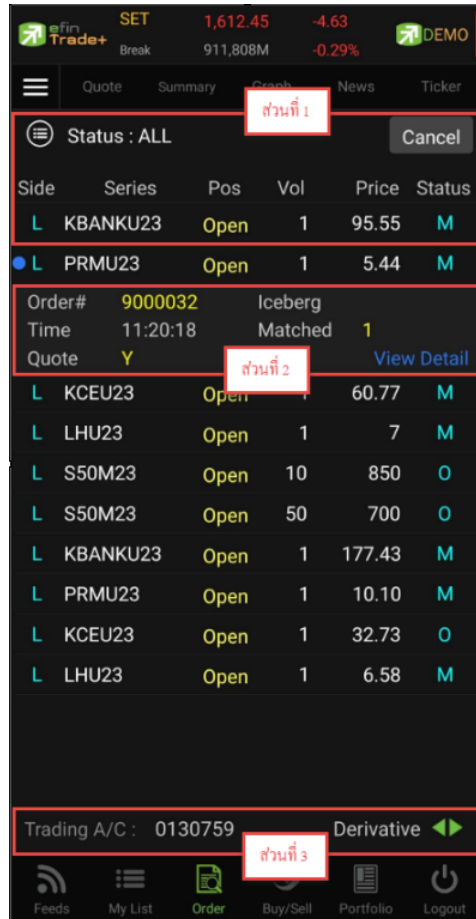 efin Trade+ SET 1,612.45 -4.63 DEMO
Break 911,808M -0.29%
Quote Summary Graph News Ticker
ส่วนที่ 1
Status : ALL Cancel
Side Series Pos Vol Price Status
L KBANKU23 Open 1 95.55 M
L PRMU23 Open 1 5.44 M
Order# 9000032 Iceberg
Time 11:20:18 Matched 1
Quote Y View Detail
ส่วนที่ 2
L KCEU23 Open 1 60.77 M
L LHU23 Open 1 7 M
L S50M23 Open 10 850 O
L S50M23 Open 50 700 O
L KBANKU23 Open 1 177.43 M
L PRMU23 Open 1 10.10 M
L KCEU23 Open 1 32.73 O
L LHU23 Open 1 6.58 M
Trading A/C : 0130759 Derivative
ส่วนที่ 3
Feeds My List Order Buy/Sell Portfolio Logout